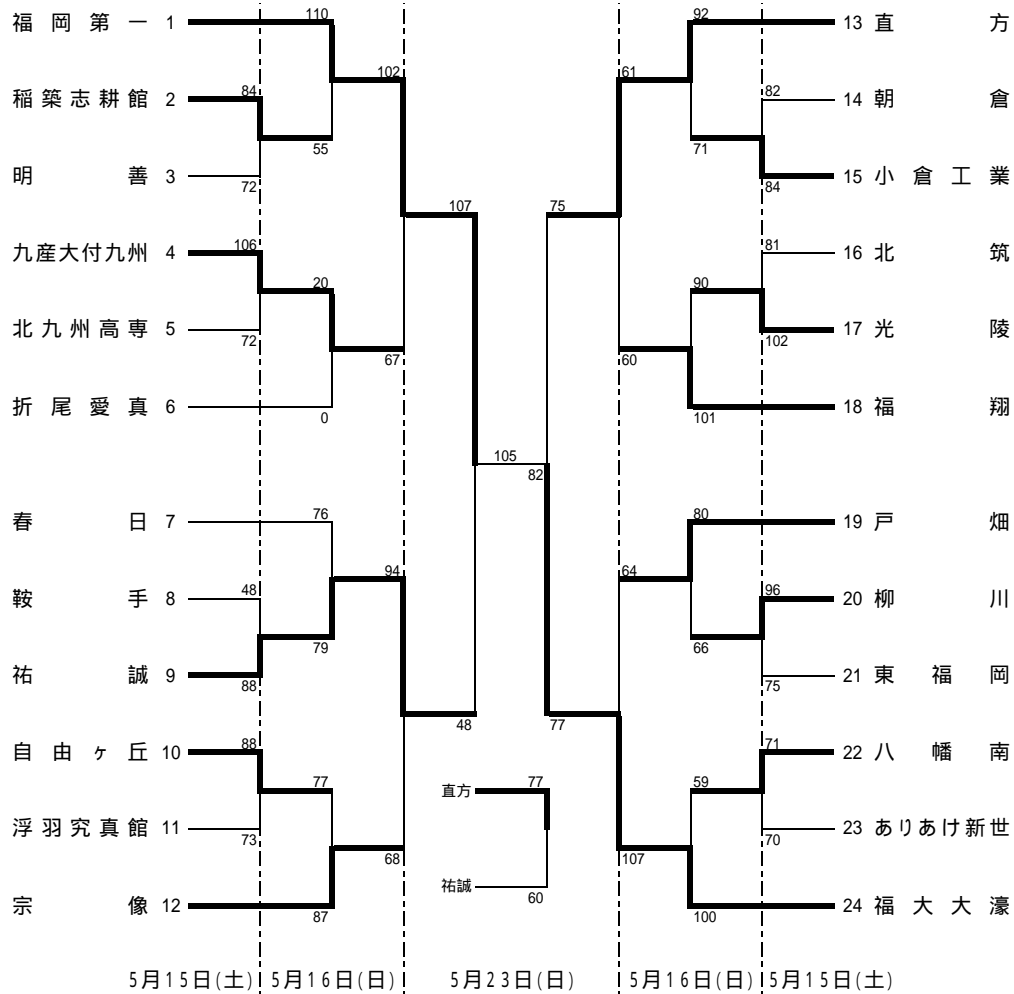 福岡第一 1
110
92
13 直方
102
61
稲築志耕館 2
84
82
14 朝倉
55
71
明善 3
72
84
15 小倉工業
107
75
九産大付九州 4
106
81
16 北筑
20
90
北九州高専 5
72
102
17 光陵
67
60
折尾愛真 6
0
101
18 福翔
105
82
春日 7
76
80
19 戸畑
94
64
鞍手 8
48
96
20 柳川
79
66
祐誠 9
88
75
21 東福岡
48
77
自由ヶ丘 10
88
71
22 八幡南
77
59
直方
77
浮羽究真館 11
73
70
23 ありあけ新世
68
107
祐誠
60
宗像 12
87
100
24 福大大濠
5月15日(土) 5月16日(日) 5月23日(日) 5月16日(日) 5月15日(土)